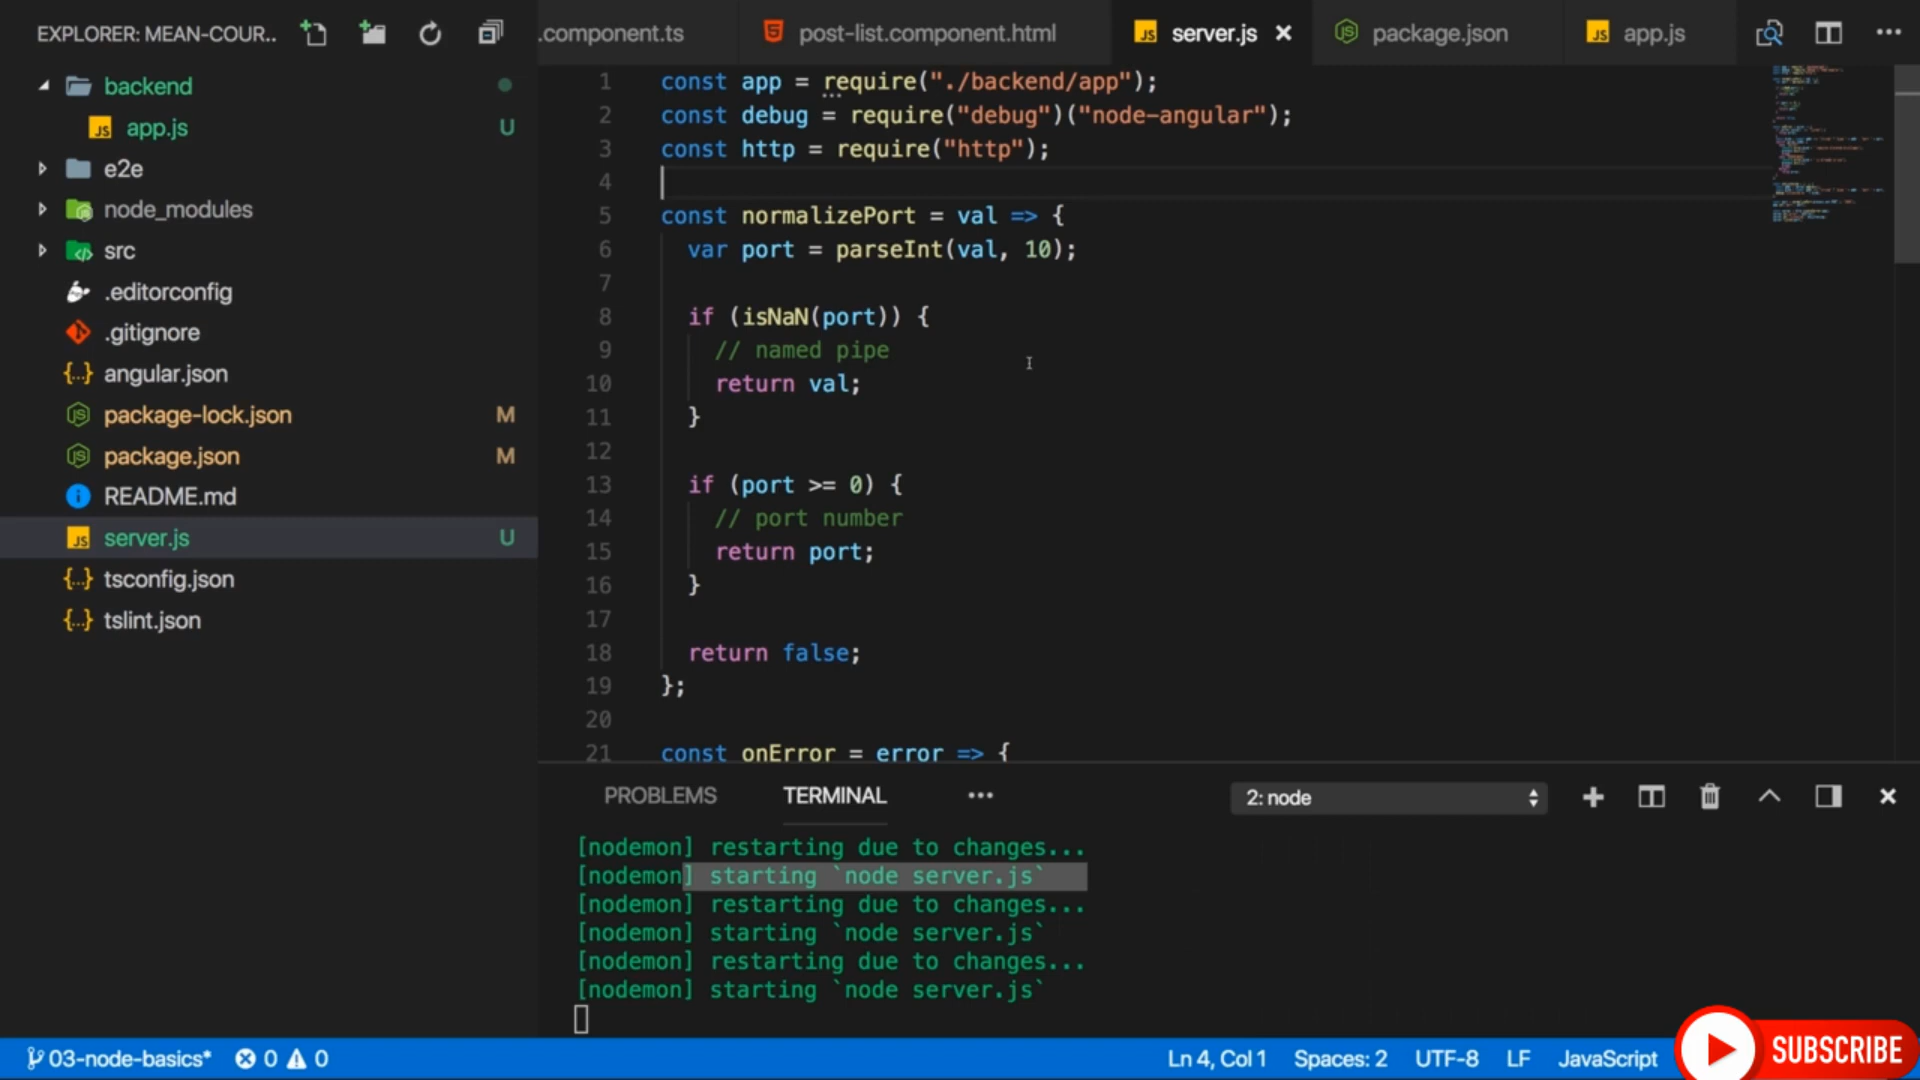 EXPLORER: MEAN-COUR..
backend
app.js U
e2e
node_modules
src
.editorconfig
.gitignore
angular.json
package-lock.json M
package.json M
README.md
server.js U
tsconfig.json
tslint.json
.component.ts
post-list.component.html
server.js
package.json
app.js
1 const app = require("./backend/app");
2 const debug = require("debug")("node-angular");
3 const http = require("http");
4
5 const normalizePort = val => {
6 var port = parseInt(val, 10);
7
8 if (isNaN(port)) {
9 // named pipe
10 return val;
11 }
12
13 if (port >= 0) {
14 // port number
15 return port;
16 }
17
18 return false;
19 };
20
21 const onError = error => {
PROBLEMS TERMINAL ••• 2: node
[nodemon] restarting due to changes...
[nodemon] starting `node server.js`
[nodemon] restarting due to changes...
[nodemon] starting `node server.js`
[nodemon] restarting due to changes...
[nodemon] starting `node server.js`
03-node-basics* 0 0 Ln 4, Col 1 Spaces: 2 UTF-8 LF JavaScript
SUBSCRIBE